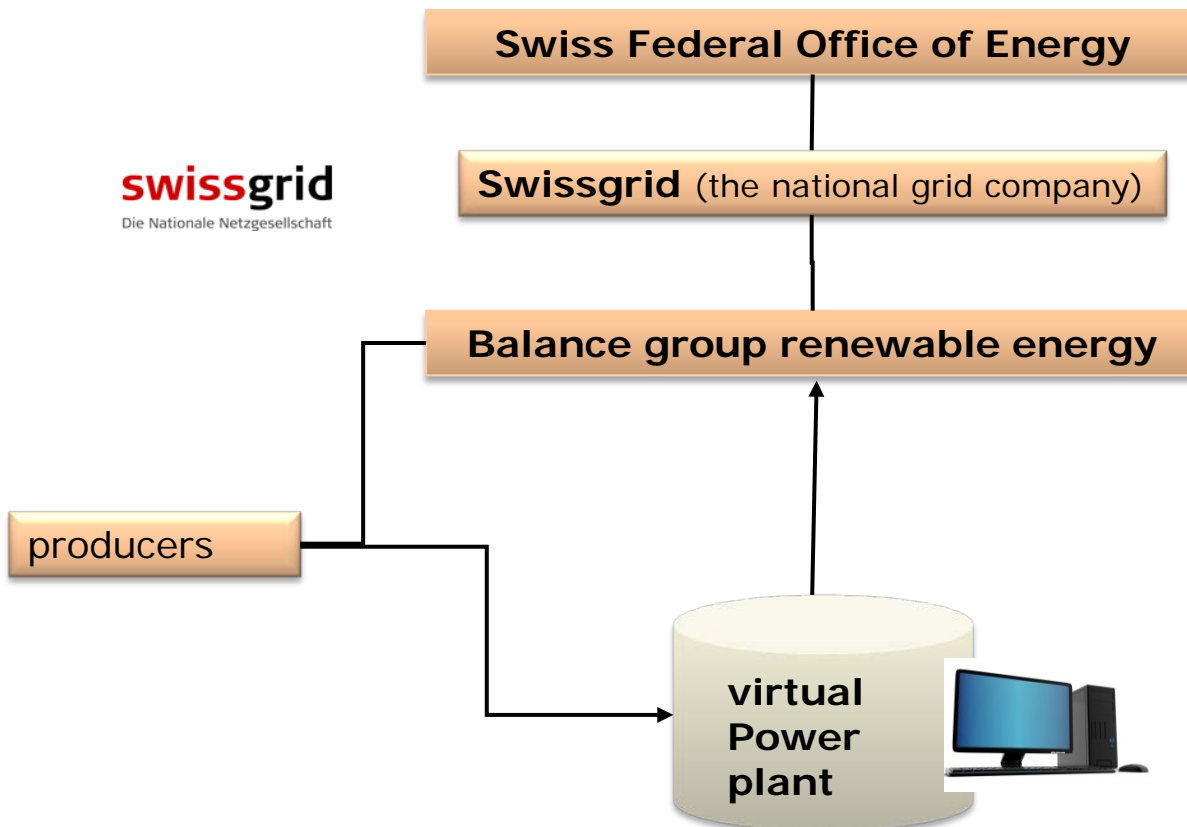 Swiss Federal Office of Energy
swissgrid
Die Nationale Netzgesellschaft
Swissgrid (the national grid company)
Balance group renewable energy
producers
virtual
Power
plant